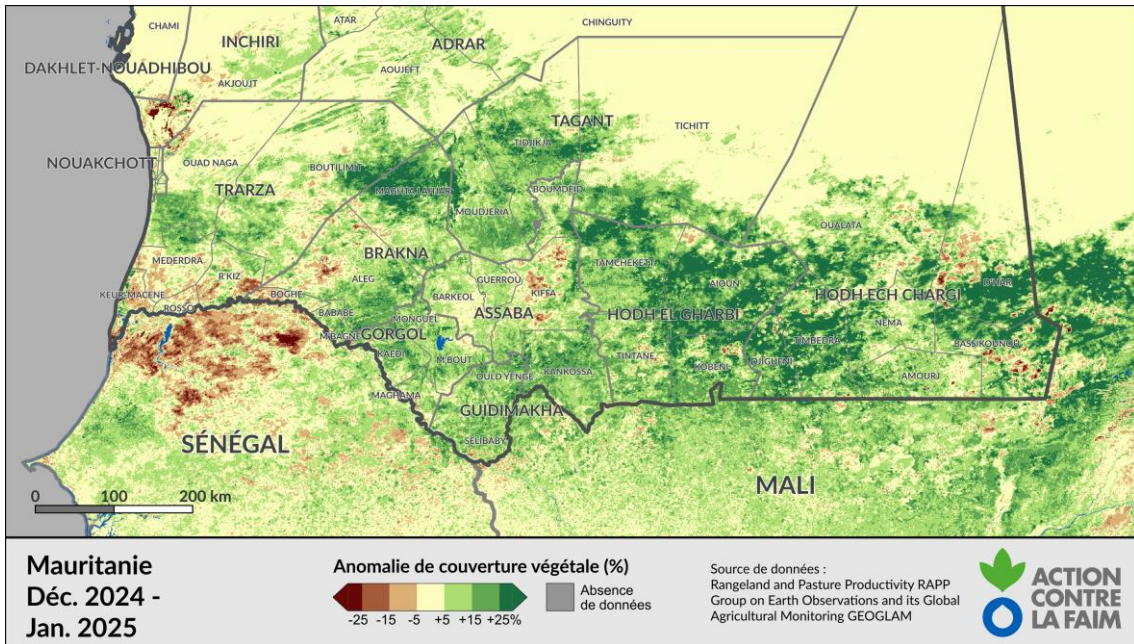 CHAMI
ATAR
CHINGUITY
INCHIRI
ADRAR
DAKHLET-NOUADHIBOU
AOUJEFT
AKJOUJT
TAGANT
TICHITT
TIDJIKJA
NOUAKCHOTT
OUAD NAGA
BOUTILIMIT
TRARZA
MAGHTA LAHJAR
BOUMDEID
MOUDJERIA
OUALATA
BRAKNA
MEDERDRA
R'KIZ
ALEG
GUERROU
TAMCHEKETT
AIOUN
D'HAR
KEUR MACENE
BOGHE
BARKEOL
KIFFA
HODH ECH CHARGI
ROSSO
BABABE
ASSABA
HODH EL GHARBI
MONGUEL
NEMA
M'BAGNE
GORGOL
TIMBEDRA
BASSIKOUNOU
KAEDI
M'BOUT
TINTANE
DJIGUENI
OULD YENGE
KANKOSSA
KOBENI
AMOURJ
MAGHAMA
GUIDIMAKHA
SELIBABY
SÉNÉGAL
MALI
0 100 200 km
Mauritanie
Déc. 2024 -
Jan. 2025
Anomalie de couverture végétale (%)
-25 -15 -5 +5 +15 +25%
Absence
de données
Source de données :
Rangeland and Pasture Productivity RAPP
Group on Earth Observations and its Global
Agricultural Monitoring GEOGLAM
ACTION
CONTRE
LA FAIM